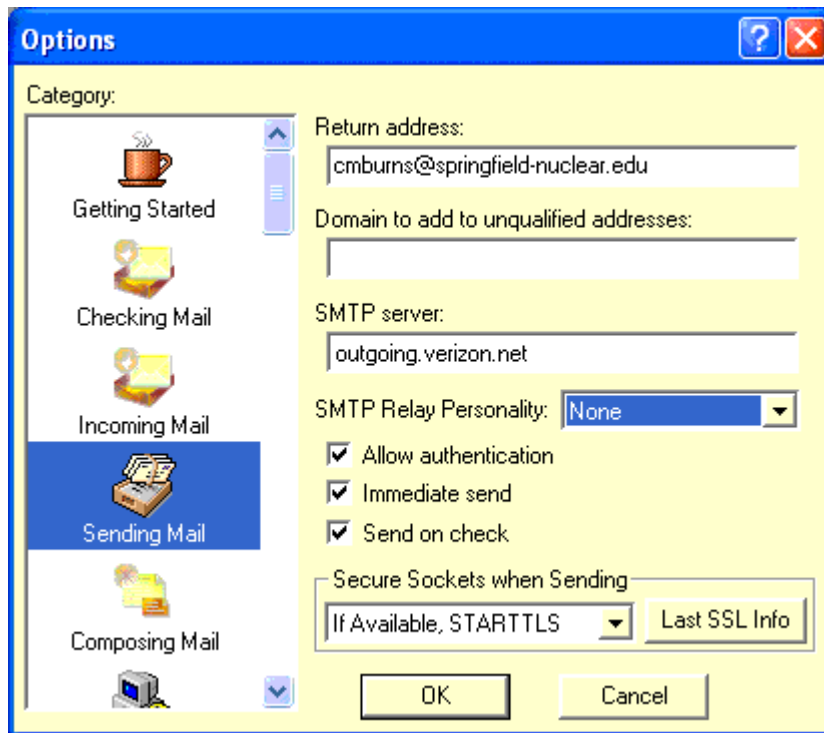 Options
Category:
Getting Started
Checking Mail
Incoming Mail
Sending Mail
Composing Mail
Return address:
cmburns@springfield-nuclear.edu
Domain to add to unqualified addresses:
SMTP server:
outgoing.verizon.net
SMTP Relay Personality: None
Allow authentication
Immediate send
Send on check
Secure Sockets when Sending
If Available, STARTTLS Last SSL Info
OK Cancel